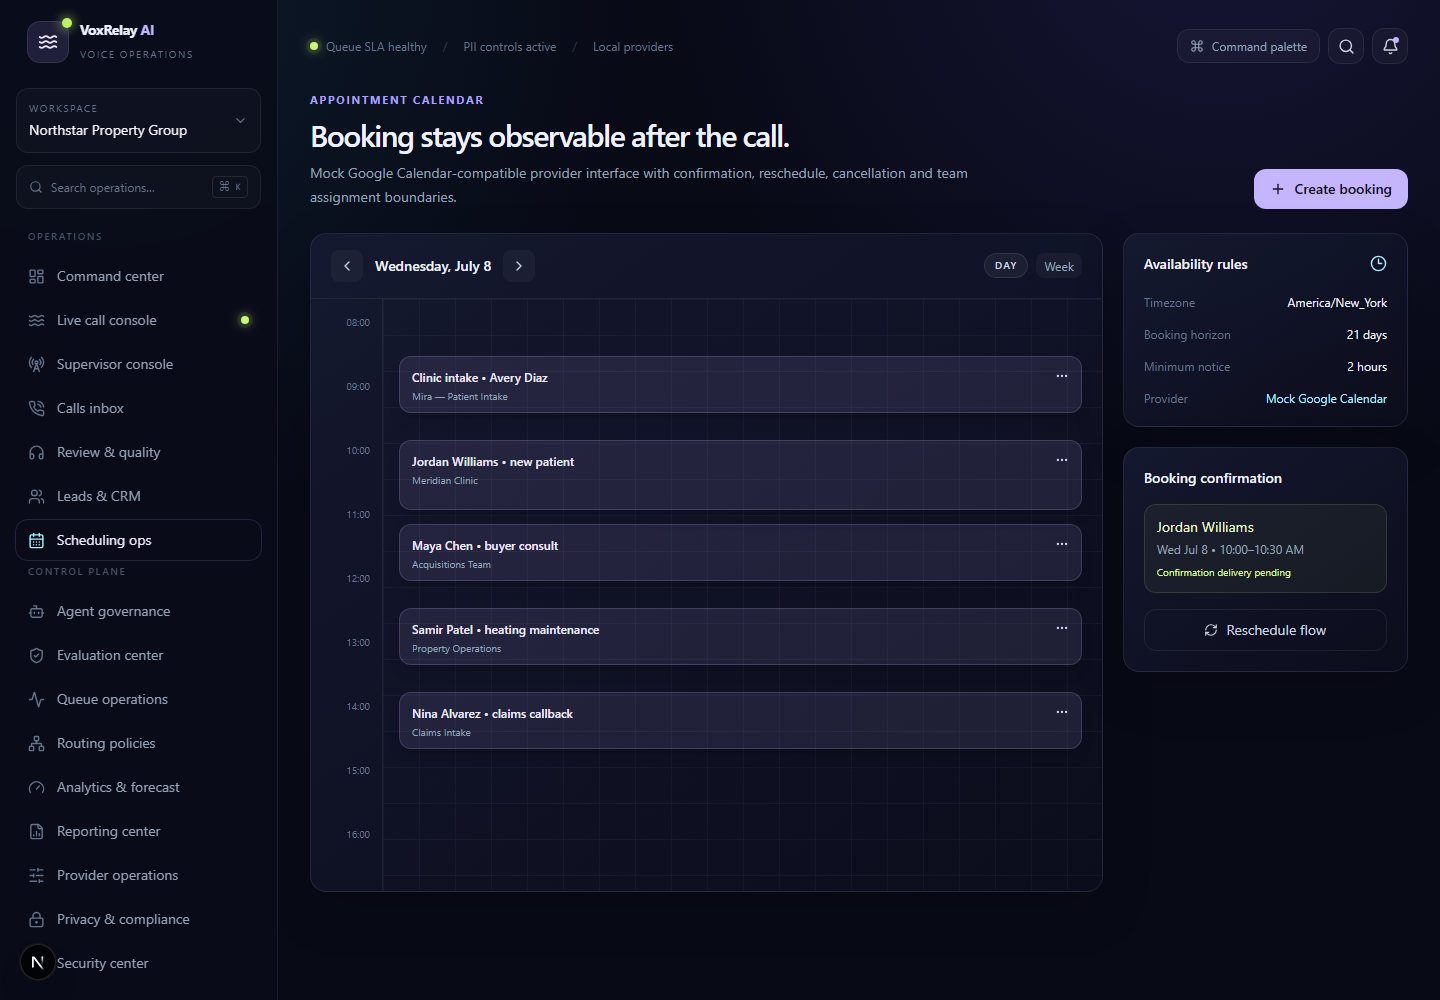 VoxRelay AI
VOICE OPERATIONS
WORKSPACE
Northstar Property Group
Search operations...
⌘ K
OPERATIONS
Command center
Live call console
Supervisor console
Calls inbox
Review & quality
Leads & CRM
Scheduling ops
CONTROL PLANE
Agent governance
Evaluation center
Queue operations
Routing policies
Analytics & forecast
Reporting center
Provider operations
Privacy & compliance
N
Security center
Queue SLA healthy / PII controls active / Local providers
⌘ Command palette
APPOINTMENT CALENDAR
Booking stays observable after the call.
Mock Google Calendar-compatible provider interface with confirmation, reschedule, cancellation and team
assignment boundaries.
+ Create booking
Wednesday, July 8
DAY
Week
08:00
09:00
10:00
11:00
12:00
13:00
14:00
15:00
16:00
Clinic intake • Avery Diaz
Mira — Patient Intake
Jordan Williams • new patient
Meridian Clinic
Maya Chen • buyer consult
Acquisitions Team
Samir Patel • heating maintenance
Property Operations
Nina Alvarez • claims callback
Claims Intake
Availability rules
Timezone America/New_York
Booking horizon 21 days
Minimum notice 2 hours
Provider Mock Google Calendar
Booking confirmation
Jordan Williams
Wed Jul 8 • 10:00–10:30 AM
Confirmation delivery pending
Reschedule flow